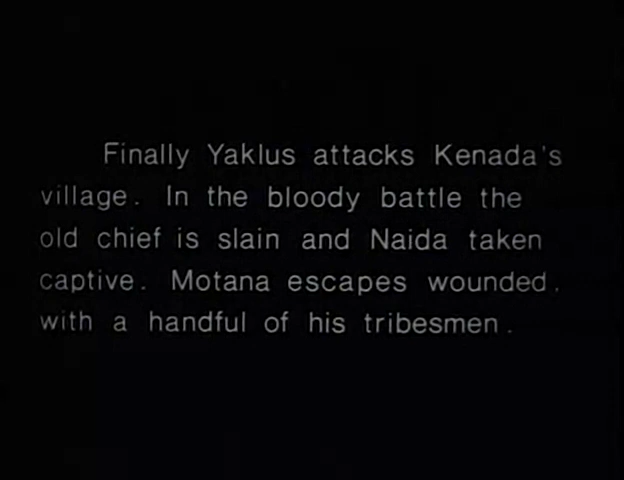 Finally Yaklus attacks Kenada's
village. In the bloody battle the
old chief is slain and Naida taken
captive. Motana escapes wounded,
with a handful of his tribesmen.